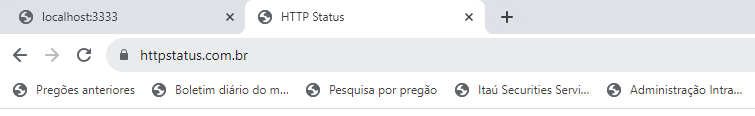 localhost:3333 HTTP Status
httpstatus.com.br
Pregões anteriores Boletim diário do m... Pesquisa por pregão Itaú Securities Servi... Administração Intra...